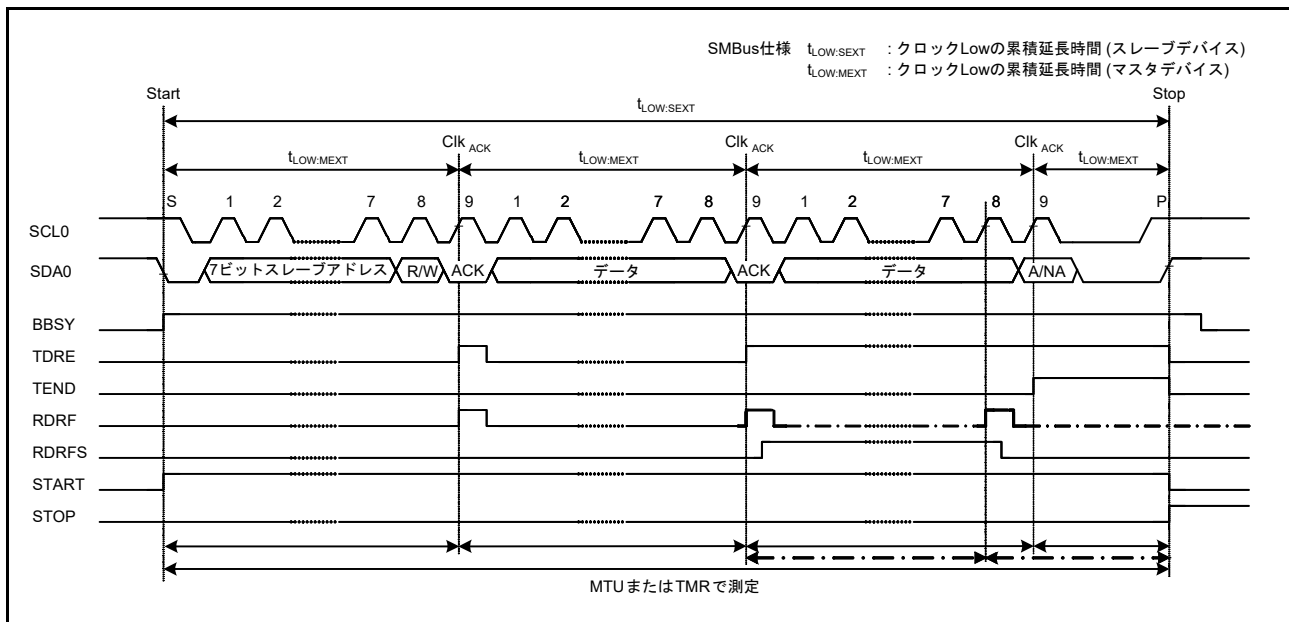 SMBus仕様 tLOW:SEXT : クロックLowの累積延長時間 (スレーブデバイス)
tLOW:MEXT : クロックLowの累積延長時間 (マスタデバイス)
Start Stop
tLOW:SEXT
Clk ACK Clk ACK Clk ACK
tLOW:MEXT tLOW:MEXT tLOW:MEXT tLOW:MEXT
S 1 2 7 8 9 1 2 7 8 9 1 2 7 8 9 P
SCL0
SDA0 7ビットスレーブアドレス R/W ACK データ ACK データ A/NA
BBSY
TDRE
TEND
RDRF
RDRFS
START
STOP
MTUまたはTMRで測定